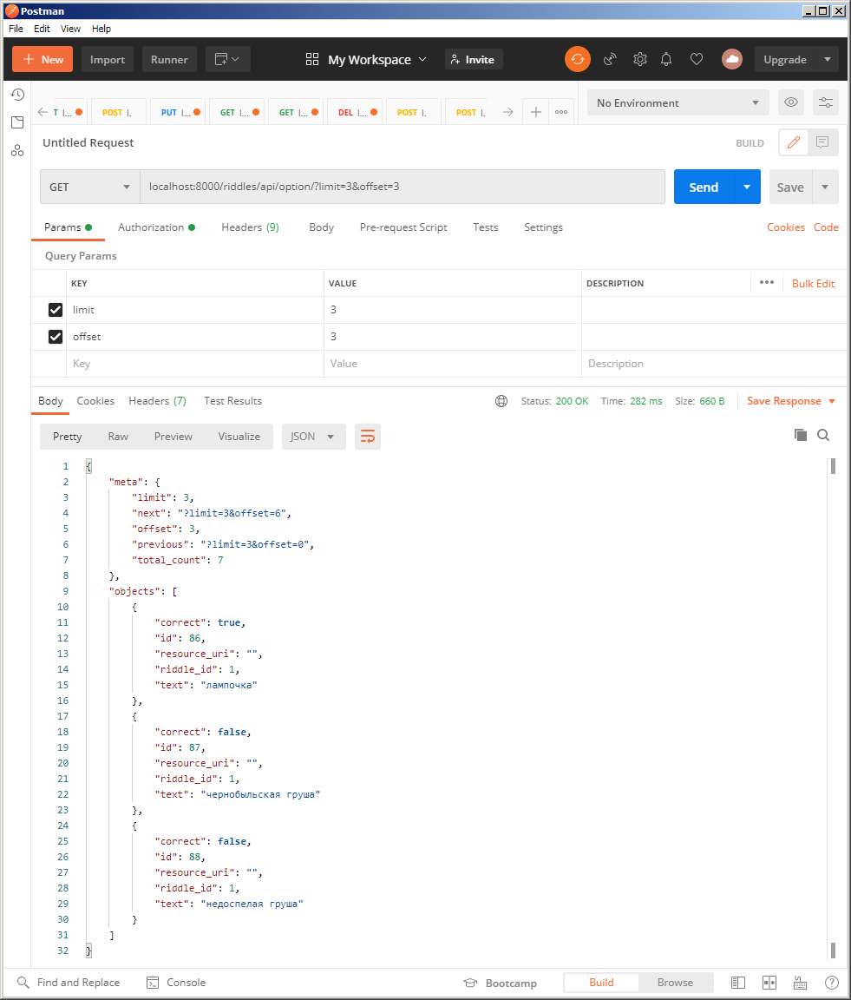 Postman
File Edit View Help
New Import Runner My Workspace Invite Upgrade
T l... POST l. PUT l... GET l... GET l... DEL l... POST l. POST l. No Environment
Untitled Request BUILD
GET localhost:8000/riddles/api/option/?limit=3&offset=3 Send Save
Params Authorization Headers (9) Body Pre-request Script Tests Settings Cookies Code
Query Params
KEY VALUE DESCRIPTION ••• Bulk Edit
limit 3
offset 3
Key Value Description
Body Cookies Headers (7) Test Results Status: 200 OK Time: 282 ms Size: 660 B Save Response
Pretty Raw Preview Visualize JSON
1 {
2 "meta": {
3 "limit": 3,
4 "next": "?limit=3&offset=6",
5 "offset": 3,
6 "previous": "?limit=3&offset=0",
7 "total_count": 7
8 },
9 "objects": [
10 {
11 "correct": true,
12 "id": 86,
13 "resource_uri": "",
14 "riddle_id": 1,
15 "text": "лампочка"
16 },
17 {
18 "correct": false,
19 "id": 87,
20 "resource_uri": "",
21 "riddle_id": 1,
22 "text": "чернобыльская груша"
23 },
24 {
25 "correct": false,
26 "id": 88,
27 "resource_uri": "",
28 "riddle_id": 1,
29 "text": "недоспелая груша"
30 }
31 ]
32 }
Find and Replace Console Bootcamp Build Browse